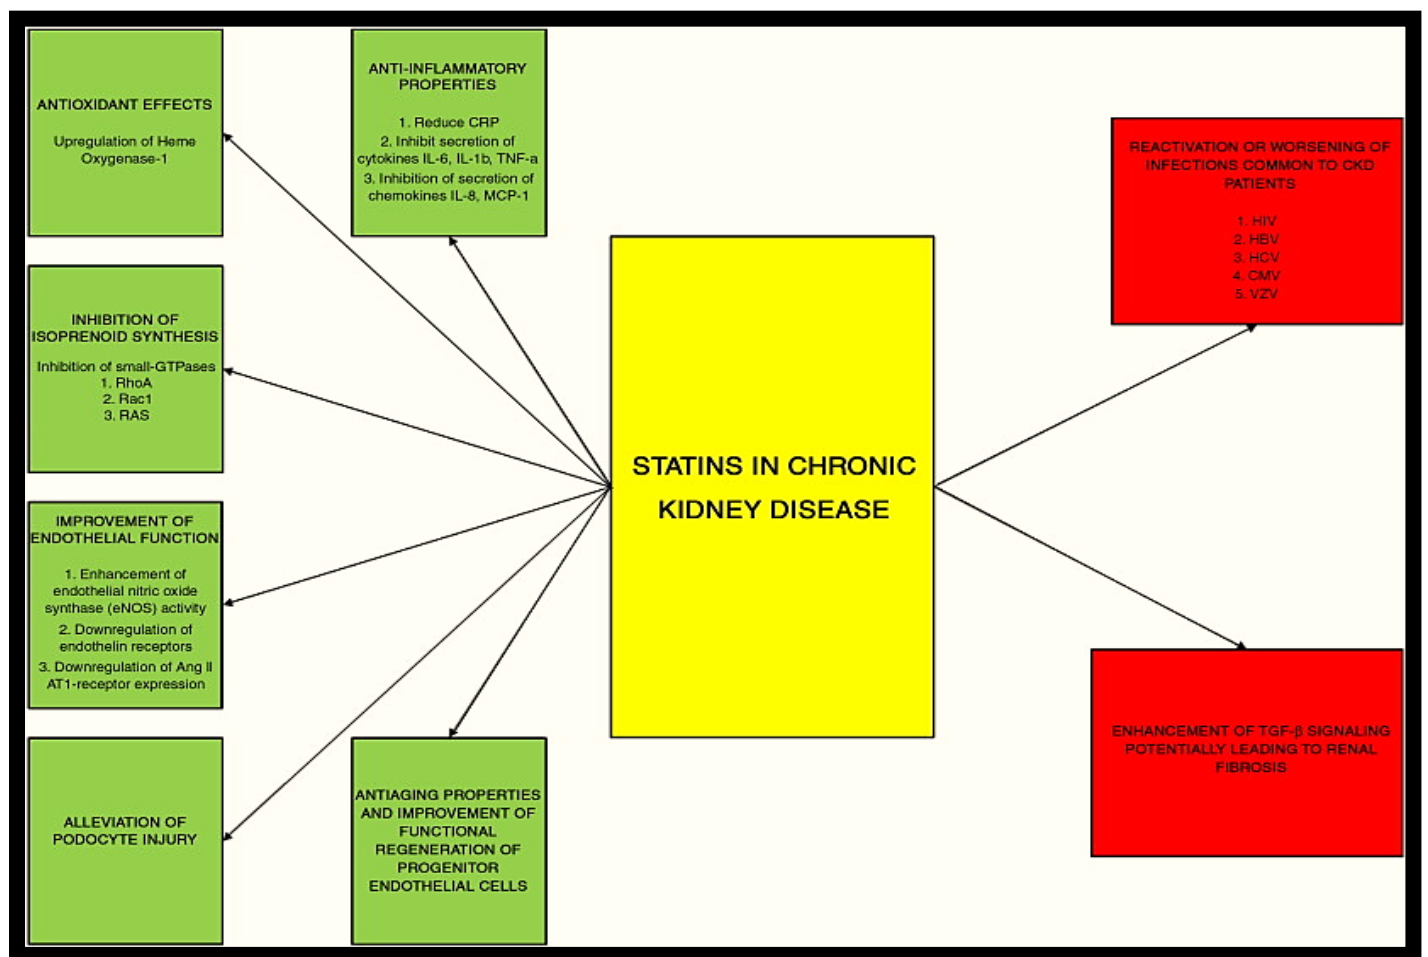 ANTIOXIDANT EFFECTS
Upregulation of Heme
Oxygenase-1
ANTI-INFLAMMATORY
PROPERTIES
1. Reduce CRP
2. Inhibit secretion of
cytokines IL-6, IL-1b, TNF-a
3. Inhibition of secretion of
chemokines IL-8, MCP-1
INHIBITION OF
ISOPRENOID SYNTHESIS
Inhibition of small-GTPases
1. RhoA
2. Rac1
3. RAS
IMPROVEMENT OF
ENDOTHELIAL FUNCTION
1. Enhancement of
endothelial nitric oxide
synthase (eNOS) activity
2. Downregulation of
endothelin receptors
3. Downregulation of Ang II
AT1-receptor expression
ALLEVIATION OF
PODOCYTE INJURY
ANTIAGING PROPERTIES
AND IMPROVEMENT OF
FUNCTIONAL
REGENERATION OF
PROGENITOR
ENDOTHELIAL CELLS
STATINS IN CHRONIC
KIDNEY DISEASE
REACTIVATION OR WORSENING OF
INFECTIONS COMMON TO CKD
PATIENTS
1. HIV
2. HBV
3. HCV
4. CMV
5. VZV
ENHANCEMENT OF TGF-β SIGNALING
POTENTIALLY LEADING TO RENAL
FIBROSIS